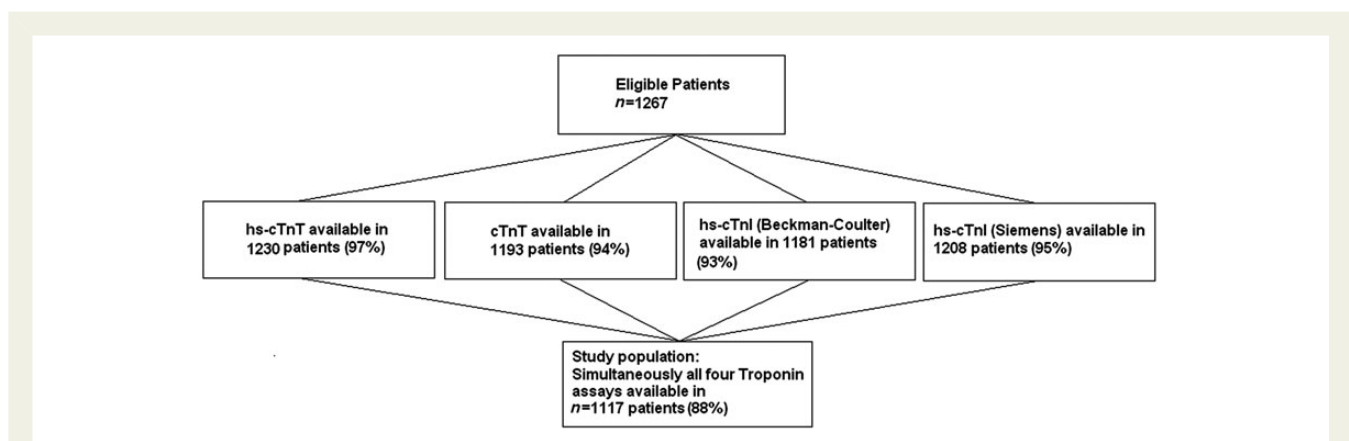 Eligible Patients
n=1267
hs-cTnT available in
1230 patients (97%)
cTnT available in
1193 patients (94%)
hs-cTnI (Beckman-Coulter)
available in 1181 patients
(93%)
hs-cTnI (Siemens) available in
1208 patients (95%)
Study population:
Simultaneously all four Troponin
assays available in
n=1117 patients (88%)